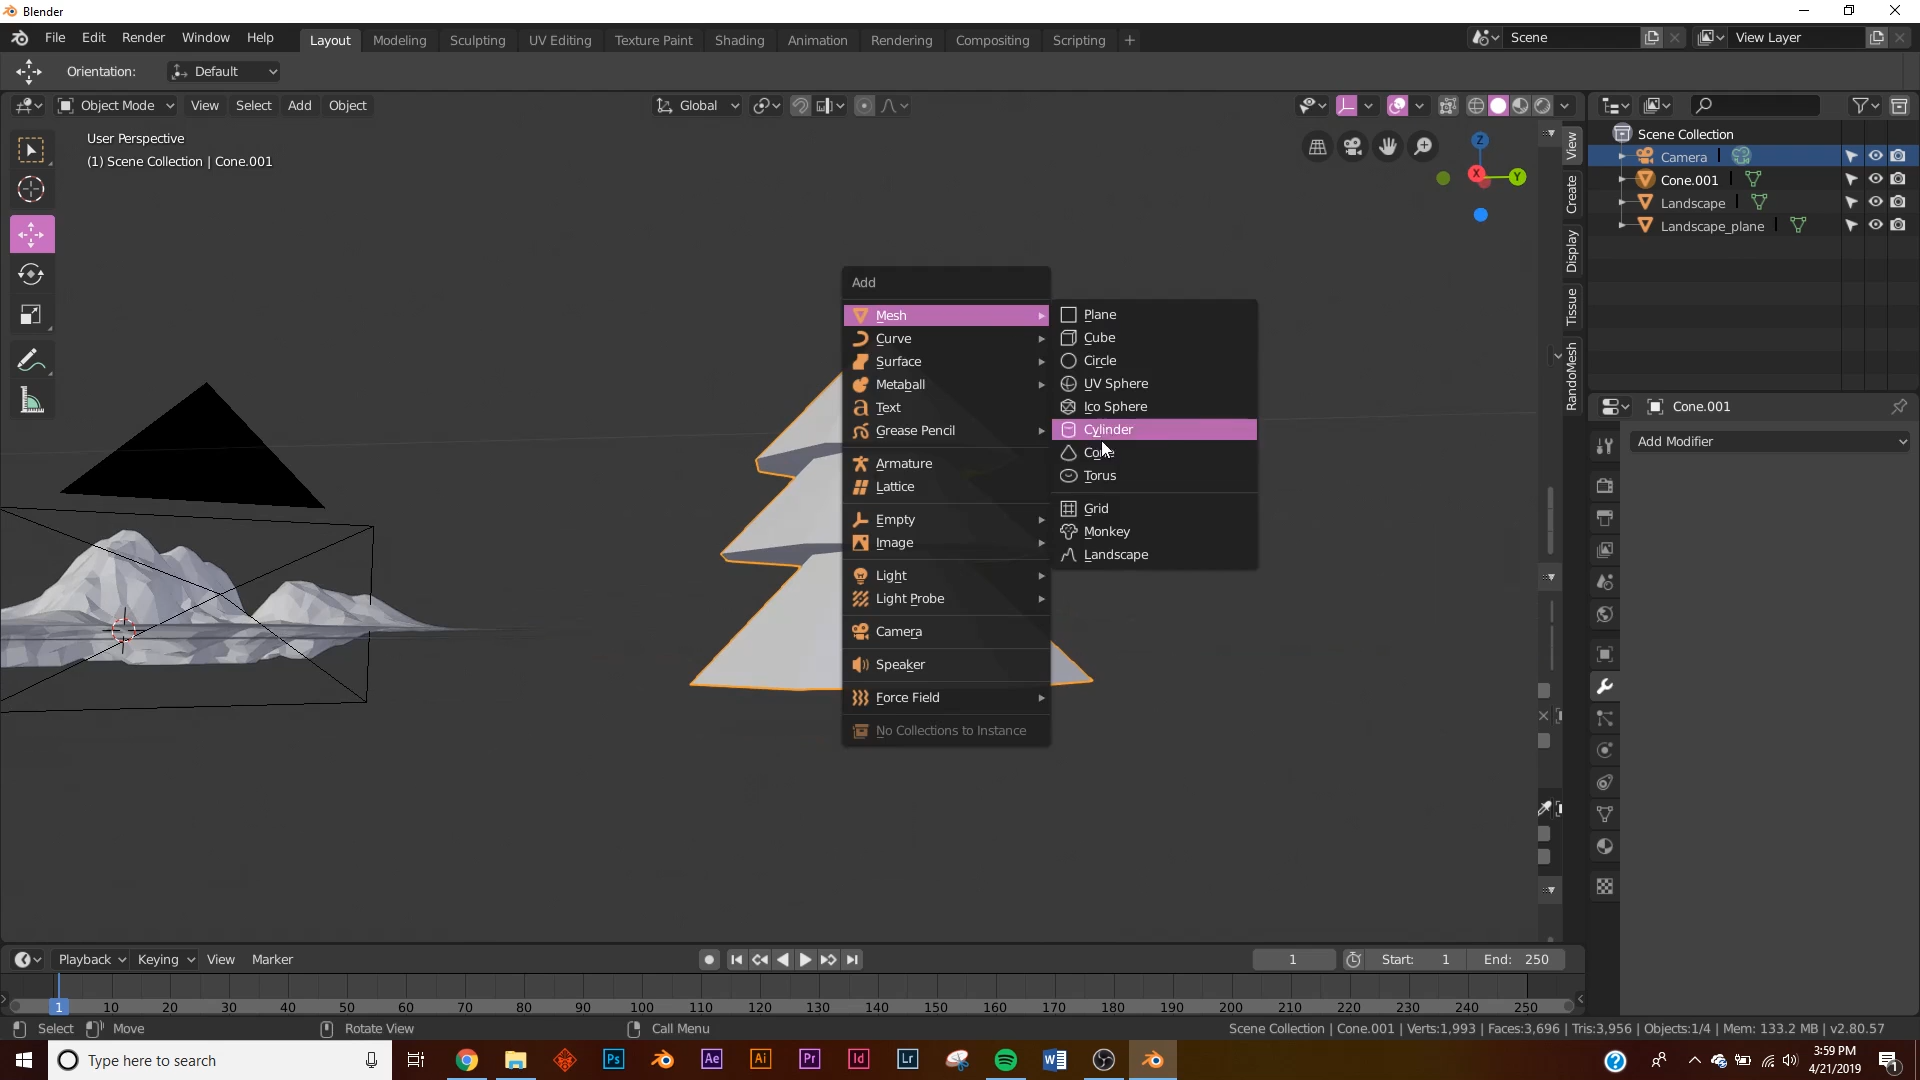 Blender
File Edit Render Window Help Layout Modeling Sculpting UV Editing Texture Paint Shading Animation Rendering Compositing Scripting + Scene View Layer
Orientation: Default
Object Mode View Select Add Object Global
User Perspective
(1) Scene Collection | Cone.001
Z
X
Y
View
Create
Display
Tissue
RandoMesh
Scene Collection
Camera
Cone.001
Landscape
Landscape_plane
Cone.001
Add Modifier
Add
Mesh
Curve
Surface
Metaball
Text
Grease Pencil
Armature
Lattice
Empty
Image
Light
Light Probe
Camera
Speaker
Force Field
No Collections to Instance
Plane
Cube
Circle
UV Sphere
Ico Sphere
Cylinder
Cone
Torus
Grid
Monkey
Landscape
Playback Keying View Marker 1 Start: 1 End: 250
1 10 20 30 40 50 60 70 80 90 100 110 120 130 140 150 160 170 180 190 200 210 220 230 240 250
Select Move Rotate View Call Menu Scene Collection | Cone.001 | Verts:1,993 | Faces:3,696 | Tris:3,956 | Objects:1/4 | Mem: 133.2 MB | v2.80.57
Type here to search Ps Ae Ai Pr Id Lr W ?
3:59 PM
4/21/2019
1